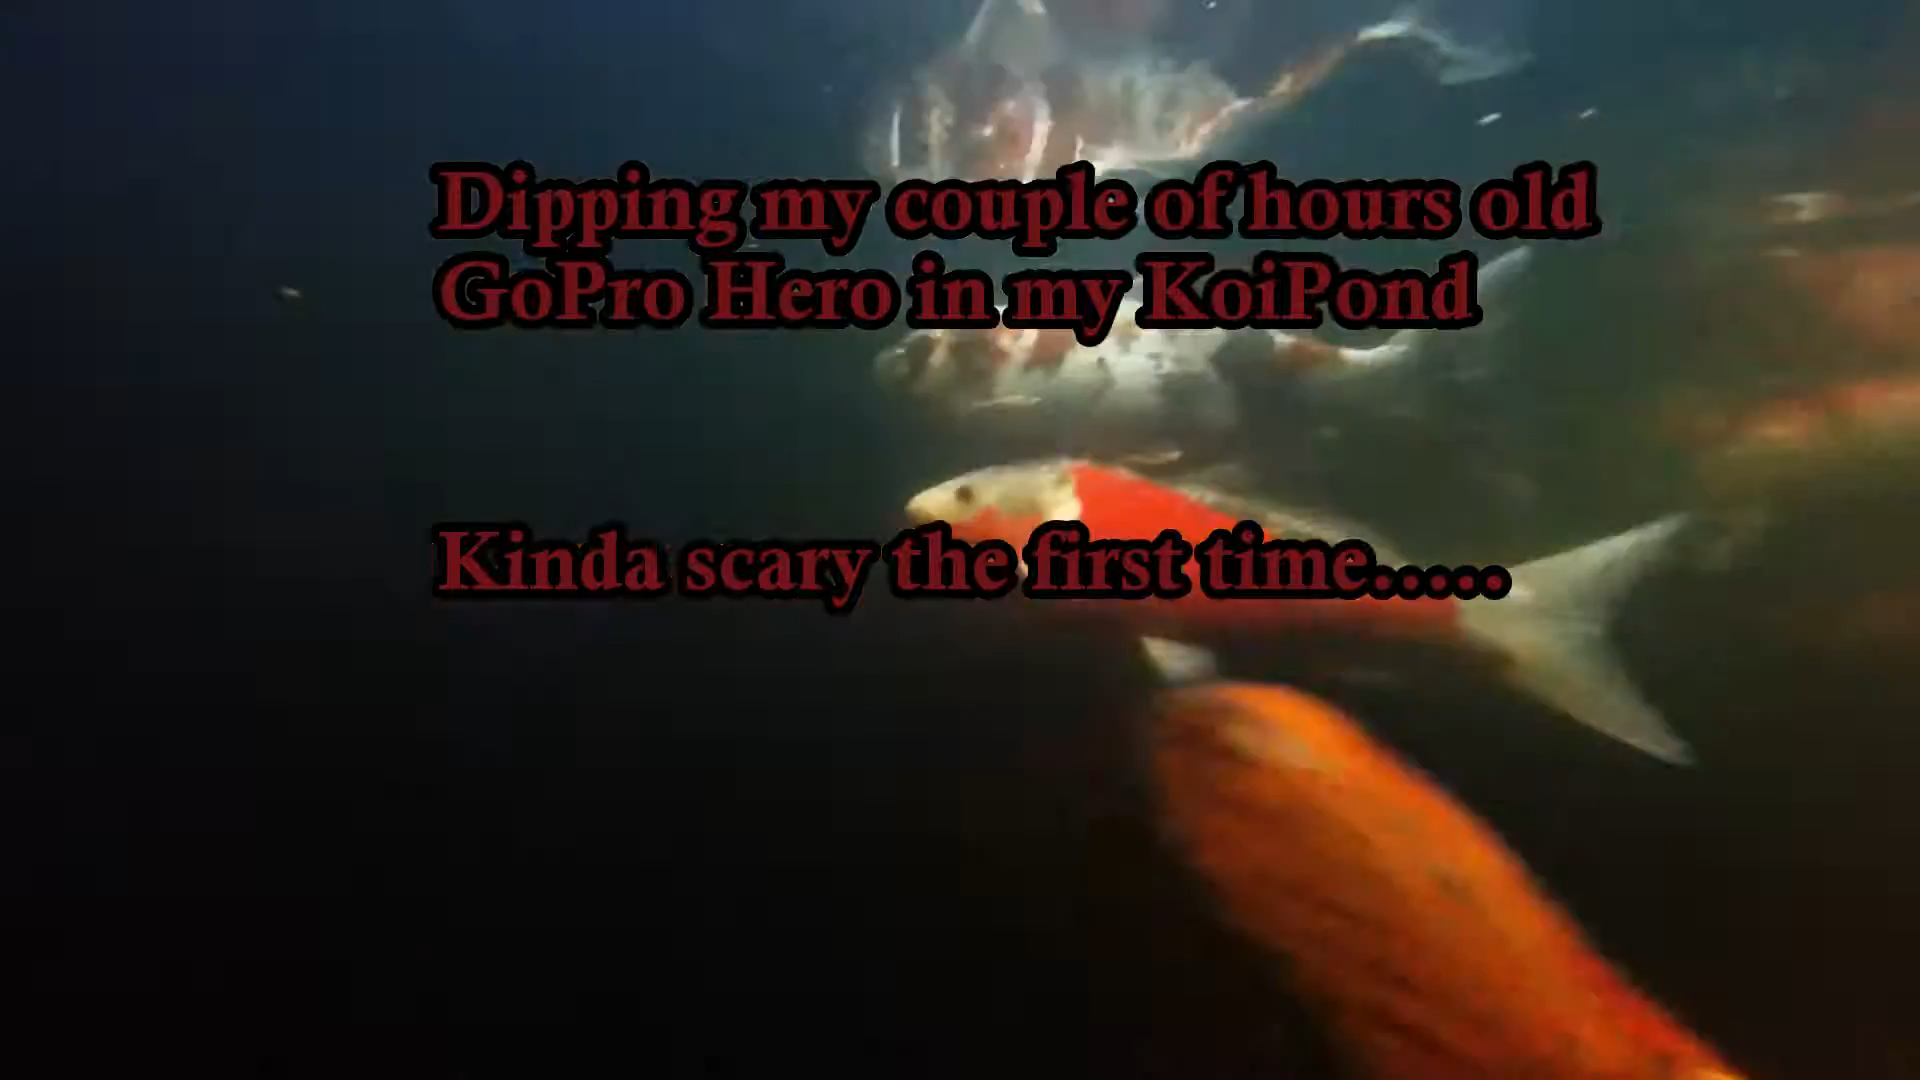 Dipping my couple of hours old
GoPro Hero in my KoiPond
Kinda scary the first time.....